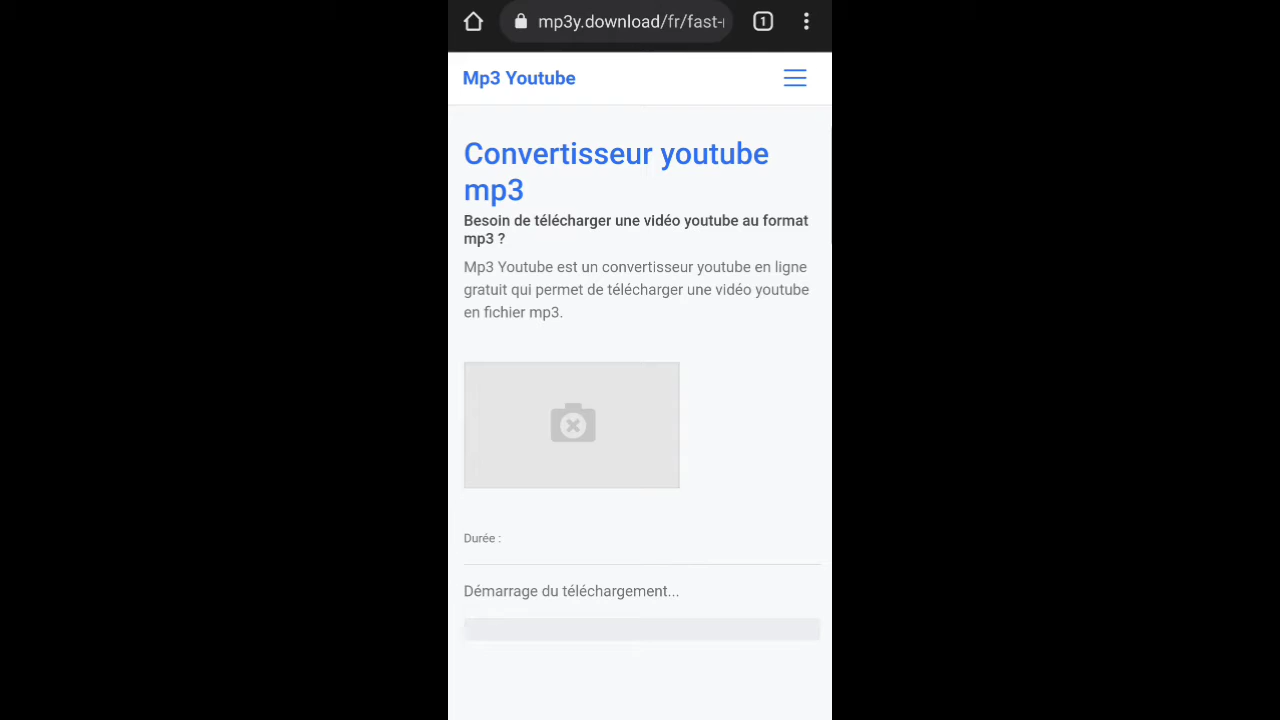 mp3y.download/fr/fast-
1
Mp3 Youtube
Convertisseur youtube
mp3
Besoin de télécharger une vidéo youtube au format
mp3 ?
Mp3 Youtube est un convertisseur youtube en ligne
gratuit qui permet de télécharger une vidéo youtube
en fichier mp3.
Durée :
Démarrage du téléchargement...